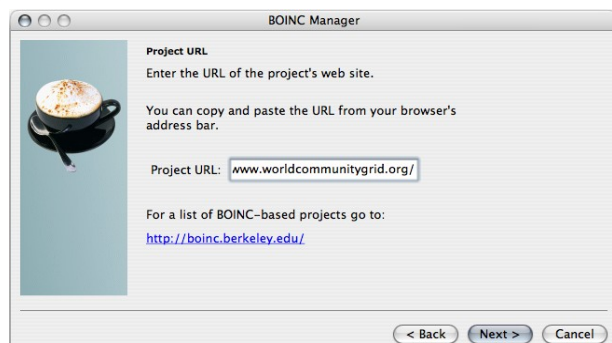 BOINC Manager
Project URL
Enter the URL of the project's web site.
You can copy and paste the URL from your browser's
address bar.
Project URL: www.worldcommunitygrid.org/
For a list of BOINC-based projects go to:
http://boinc.berkeley.edu/
< Back Next > Cancel